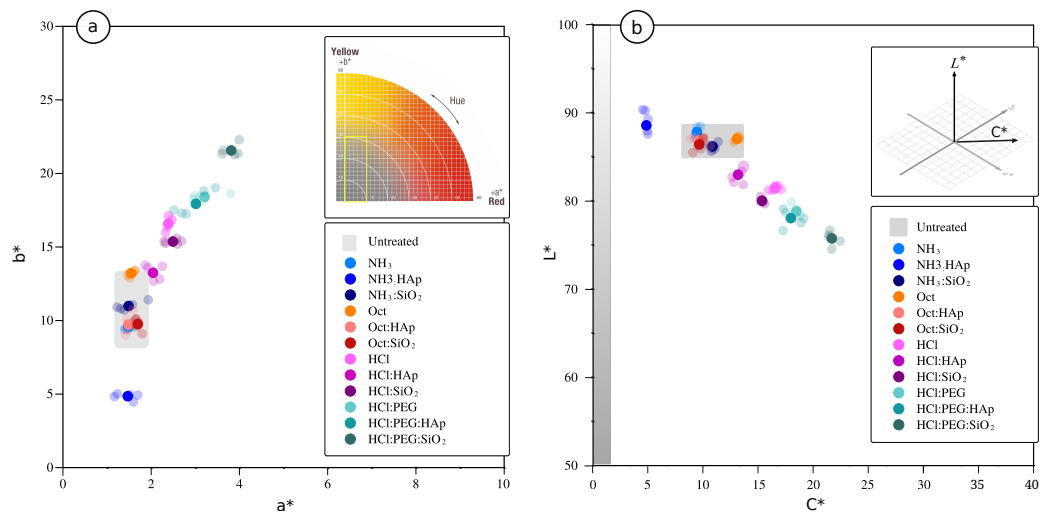 a
30
25
20
15
10
5
0
b*
0
2
4
6
8
10
a*
Yellow
+b*
Hue
+a*
Red
Untreated
NH₃
NH3:HAp
NH₃:SiO₂
Oct
Oct:HAp
Oct:SiO₂
HCl
HCl:HAp
HCl:SiO₂
HCl:PEG
HCl:PEG:HAp
HCl:PEG:SiO₂
b
100
90
80
70
60
50
L*
0
5
10
15
20
25
30
35
40
C*
L*
C*
Untreated
NH₃
NH3:HAp
NH₃:SiO₂
Oct
Oct:HAp
Oct:SiO₂
HCl
HCl:HAp
HCl:SiO₂
HCl:PEG
HCl:PEG:HAp
HCl:PEG:SiO₂